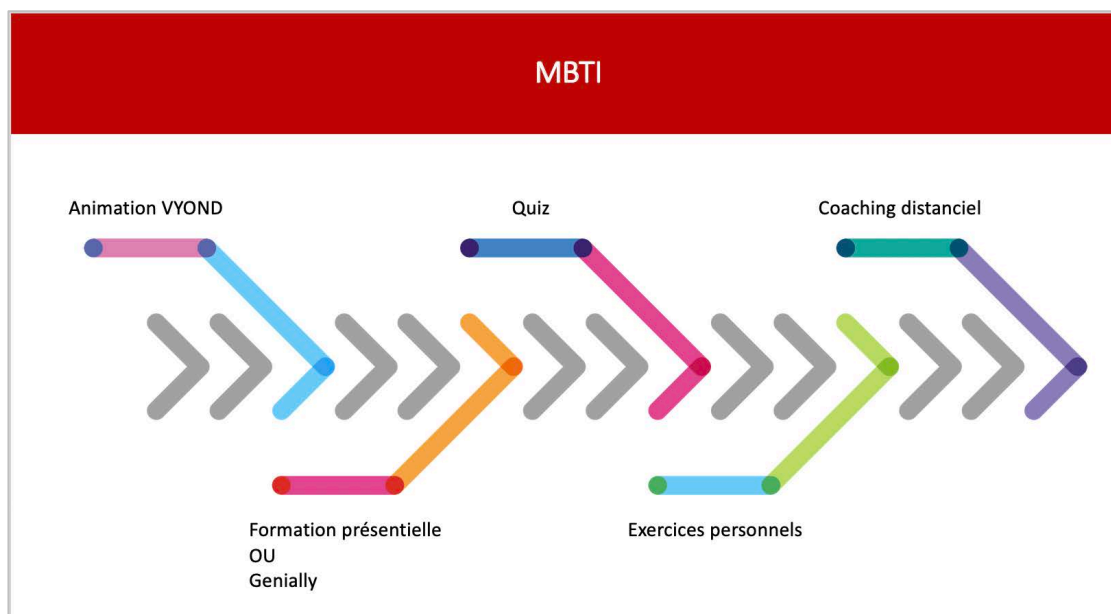 MBTI
Animation VYOND
Quiz
Coaching distanciel
Formation présentielle
OU
Genially
Exercices personnels